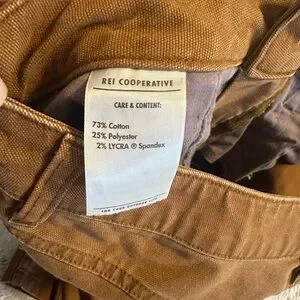 REI COOPERATIVE
CARE & CONTENT:
73% Cotton
25% Polyester
2% LYCRA ® Spandex